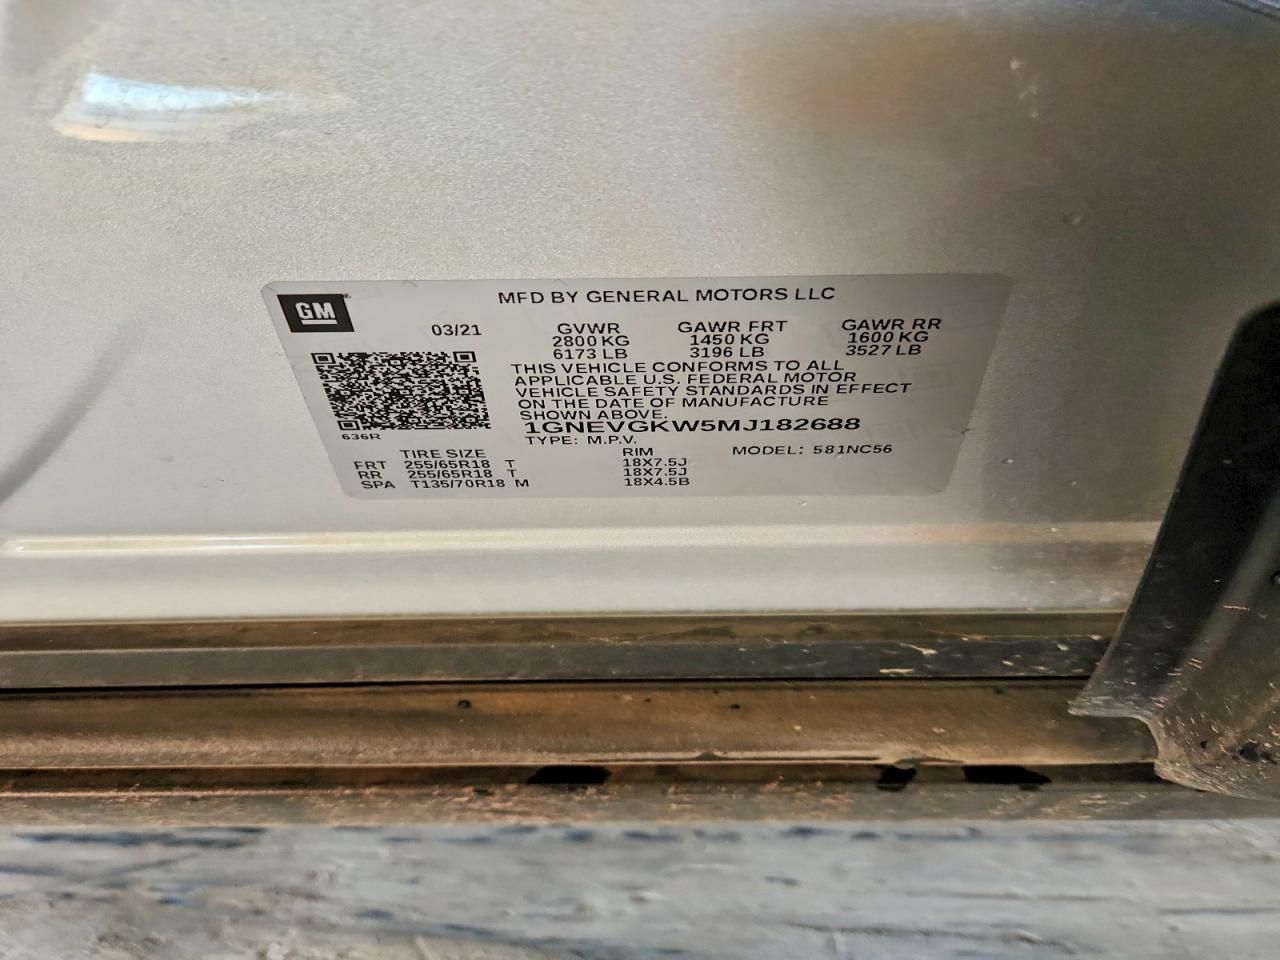 GM
MFD BY GENERAL MOTORS LLC
03/21 GVWR GAWR FRT GAWR RR
2800 KG 1450 KG 1600 KG
6173 LB 3196 LB 3527 LB
THIS VEHICLE CONFORMS TO ALL
APPLICABLE U.S. FEDERAL MOTOR
VEHICLE SAFETY STANDARDS IN EFFECT
ON THE DATE OF MANUFACTURE
SHOWN ABOVE.
1GNEVGKW5MJ182688
636R TYPE: M.P.V. MODEL: 581NC56
TIRE SIZE RIM
FRT 255/65R18 T 18X7.5J
RR 255/65R18 T 18X7.5J
SPA T135/70R18 M 18X4.5B